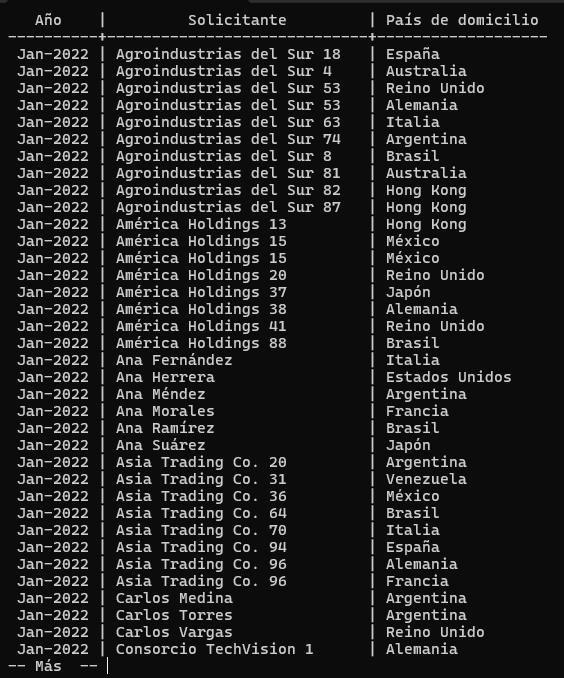 Año | Solicitante | País de domicilio
----------+-----------------------------+-------------------
Jan-2022 | Agroindustrias del Sur 18 | España
Jan-2022 | Agroindustrias del Sur 4 | Australia
Jan-2022 | Agroindustrias del Sur 53 | Reino Unido
Jan-2022 | Agroindustrias del Sur 53 | Alemania
Jan-2022 | Agroindustrias del Sur 63 | Italia
Jan-2022 | Agroindustrias del Sur 74 | Argentina
Jan-2022 | Agroindustrias del Sur 8 | Brasil
Jan-2022 | Agroindustrias del Sur 81 | Australia
Jan-2022 | Agroindustrias del Sur 82 | Hong Kong
Jan-2022 | Agroindustrias del Sur 87 | Hong Kong
Jan-2022 | América Holdings 13 | Hong Kong
Jan-2022 | América Holdings 15 | México
Jan-2022 | América Holdings 15 | México
Jan-2022 | América Holdings 20 | Reino Unido
Jan-2022 | América Holdings 37 | Japón
Jan-2022 | América Holdings 38 | Alemania
Jan-2022 | América Holdings 41 | Reino Unido
Jan-2022 | América Holdings 88 | Brasil
Jan-2022 | Ana Fernández | Italia
Jan-2022 | Ana Herrera | Estados Unidos
Jan-2022 | Ana Méndez | Argentina
Jan-2022 | Ana Morales | Francia
Jan-2022 | Ana Ramírez | Brasil
Jan-2022 | Ana Suárez | Japón
Jan-2022 | Asia Trading Co. 20 | Argentina
Jan-2022 | Asia Trading Co. 31 | Venezuela
Jan-2022 | Asia Trading Co. 36 | México
Jan-2022 | Asia Trading Co. 64 | Brasil
Jan-2022 | Asia Trading Co. 70 | Italia
Jan-2022 | Asia Trading Co. 94 | España
Jan-2022 | Asia Trading Co. 96 | Alemania
Jan-2022 | Asia Trading Co. 96 | Francia
Jan-2022 | Carlos Medina | Argentina
Jan-2022 | Carlos Torres | Argentina
Jan-2022 | Carlos Vargas | Reino Unido
Jan-2022 | Consorcio TechVision 1 | Alemania
-- Más --